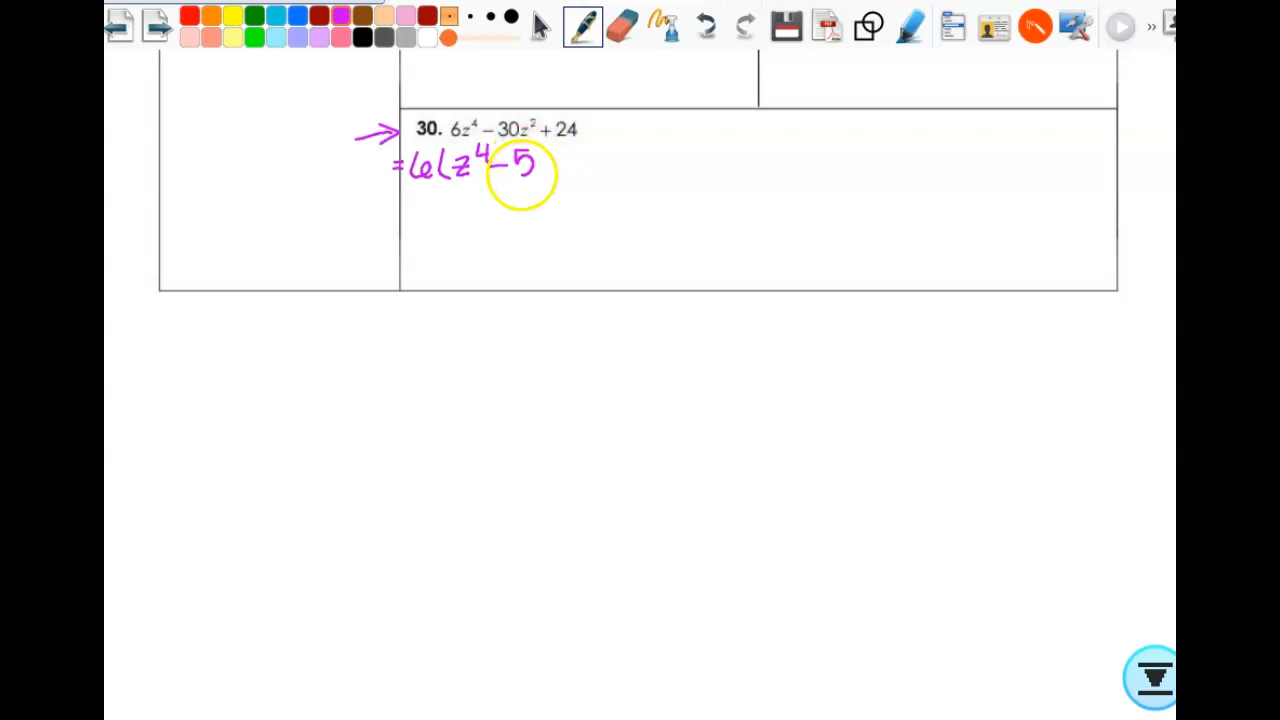 30. 6z⁴ − 30z² + 24
= 6(z⁴ − 5